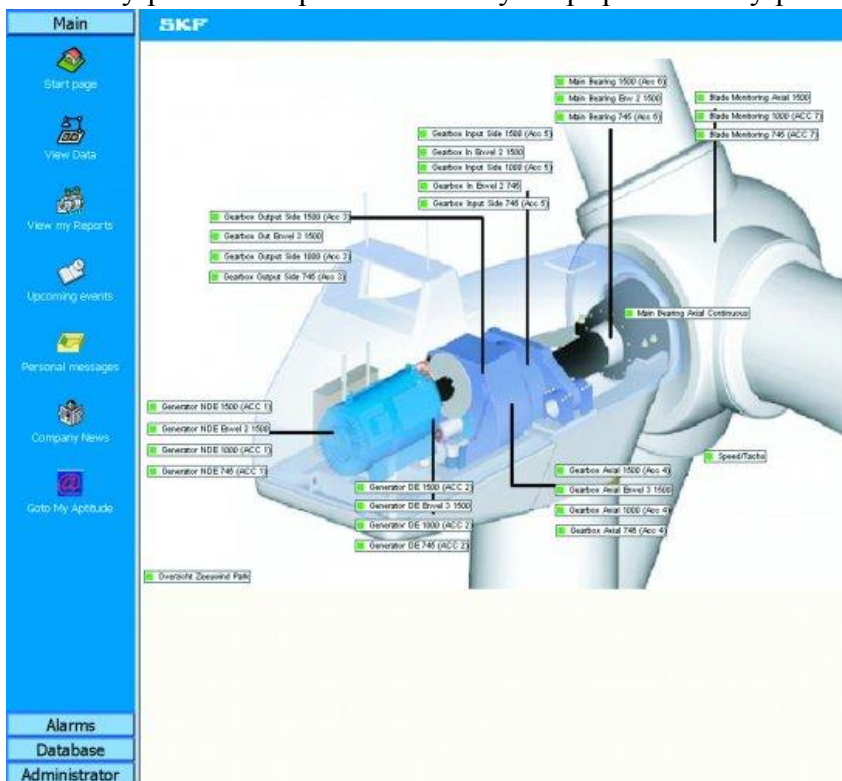 Main
SKF
Start page
View Data
View my Reports
Upcoming events
Personal messages
Company News
Goto My Aptitude
Alarms
Database
Administrator
Main Bearing 1500 (Acc 6)
Main Bearing Env 2 1500
Main Bearing 745 (Acc 6)
Blade Monitoring Axial 1500
Blade Monitoring 1000 (ACC 7)
Blade Monitoring 745 (ACC 7)
Gearbox Input Side 1500 (Acc 5)
Gearbox In Envel 2 1500
Gearbox Input Side 1000 (Acc 5)
Gearbox In Envel 2 745
Gearbox Input Side 745 (Acc 5)
Gearbox Output Side 1500 (Acc 3)
Gearbox Out Envel 3 1500
Gearbox Output Side 1000 (Acc 3)
Gearbox Output Side 745 (Acc 3)
Main Bearing Axial Continuous
Generator NDE 1500 (ACC 1)
Generator NDE Envel 2 1500
Generator NDE 1000 (ACC 1)
Generator NDE 745 (ACC 1)
Speed/Tacho
Gearbox Axial 1500 (Acc 4)
Gearbox Axial Envel 3 1500
Gearbox Axial 1000 (Acc 4)
Gearbox Axial 745 (Acc 4)
Generator DE 1500 (ACC 2)
Generator DE Envel 3 1500
Generator DE 1000 (ACC 2)
Generator DE 745 (ACC 2)
Overzicht Zeeuwind Park